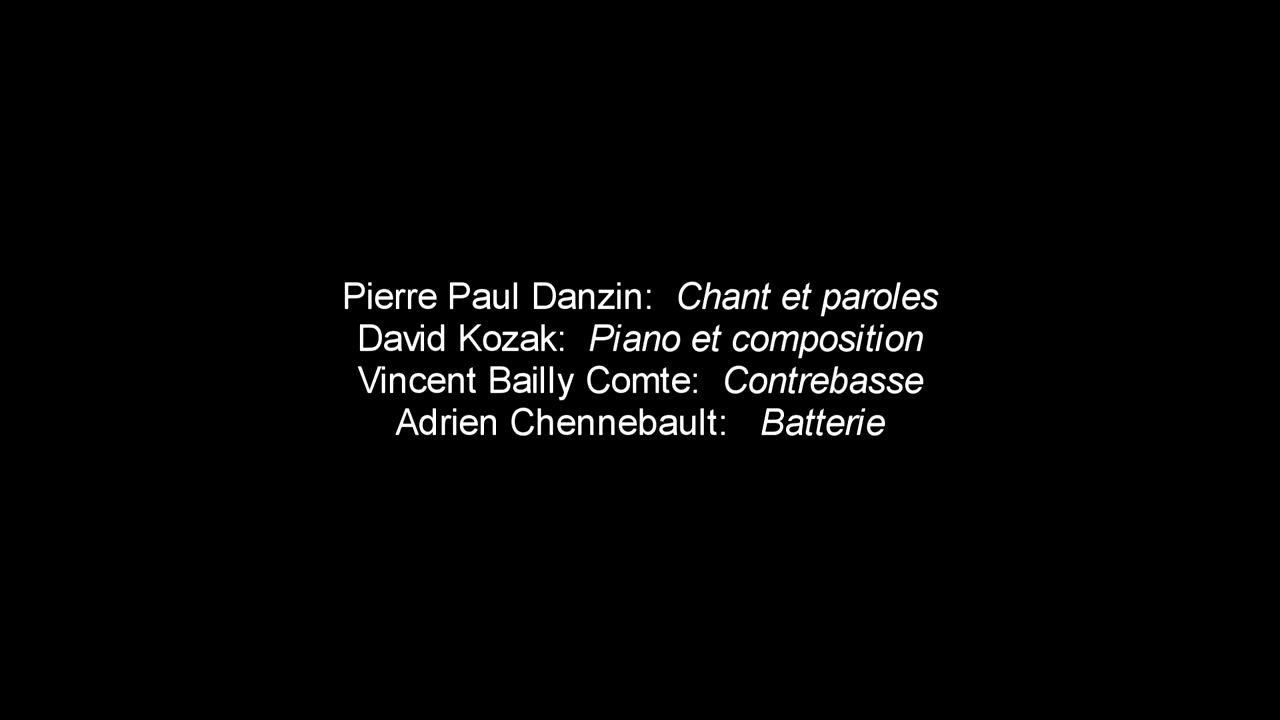 Pierre Paul Danzin: Chant et paroles
David Kozak: Piano et composition
Vincent Bailly Comte: Contrebasse
Adrien Chennebault: Batterie